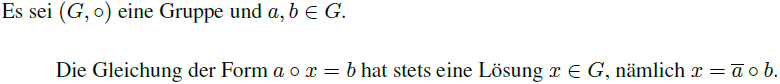 Es sei (G, ∘) eine Gruppe und a, b ∈ G.
Die Gleichung der Form a ∘ x = b hat stets eine Lösung x ∈ G, nämlich x = a̅ ∘ b.